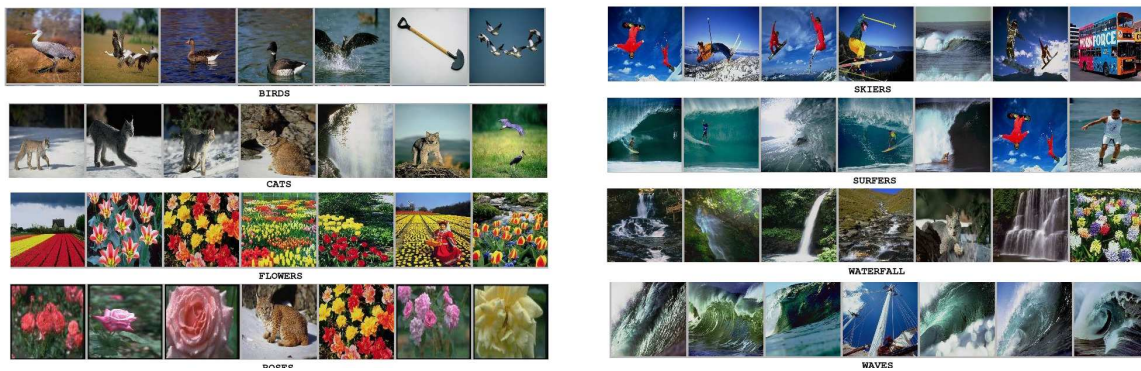 BIRDS
CATS
FLOWERS
ROSES
SKIERS
SURFERS
WATERFALL
WAVES